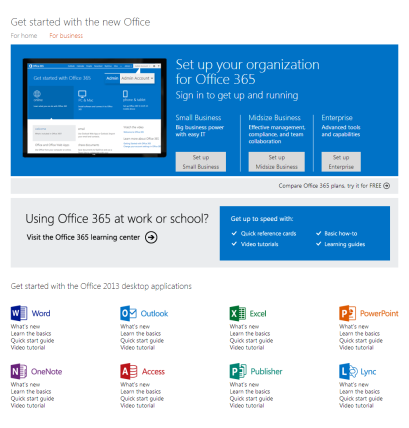 Get started with the new Office
For home For business
Get started with Office 365
Admin Account
PC & Mac
phone & tablet
Set up your organization
for Office 365
Sign in to get up and running
Small Business
Big business power
with easy IT
Set up
Small Business
Midsize Business
Effective management,
compliance, and team
collaboration
Set up
Midsize Business
Enterprise
Advanced tools
and capabilities
Set up
Enterprise
Compare Office 365 plans, try it for FREE
Using Office 365 at work or school?
Visit the Office 365 learning center
Get up to speed with:
Quick reference cards
Basic how-to
Video tutorials
Learning guides
Get started with the Office 2013 desktop applications
Word
What's new
Learn the basics
Quick start guide
Video tutorial
Outlook
What's new
Learn the basics
Quick start guide
Video tutorial
Excel
What's new
Learn the basics
Quick start guide
Video tutorial
PowerPoint
What's new
Learn the basics
Quick start guide
Video tutorial
OneNote
What's new
Learn the basics
Quick start guide
Video tutorial
Access
What's new
Learn the basics
Quick start guide
Video tutorial
Publisher
What's new
Learn the basics
Quick start guide
Video tutorial
Lync
What's new
Learn the basics
Quick start guide
Video tutorial